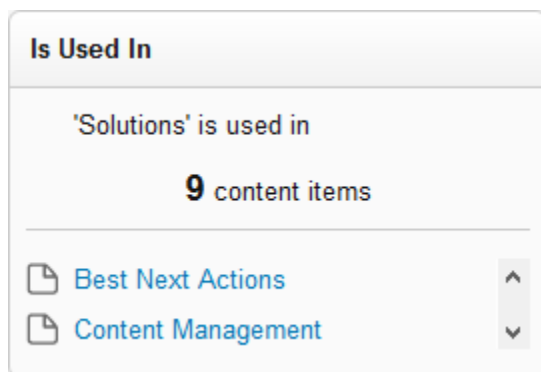 Is Used In
'Solutions' is used in
9 content items
Best Next Actions
Content Management